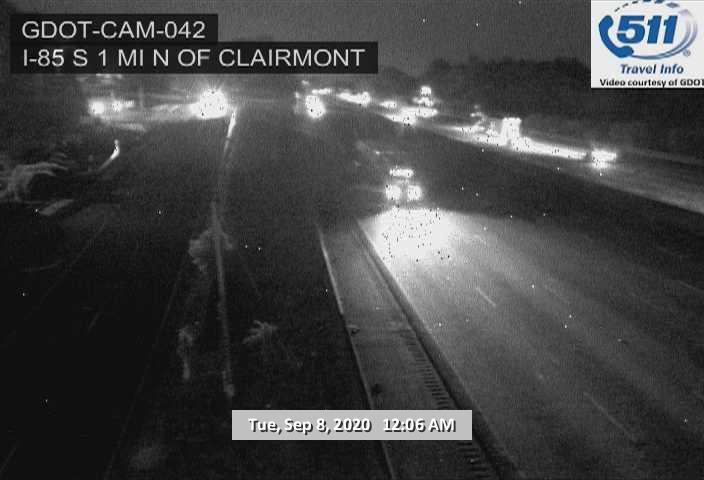 GDOT-CAM-042
I-85 S 1 MI N OF CLAIRMONT
511
Travel Info
Video courtesy of GDOT
Tue, Sep 8, 2020 12:06 AM